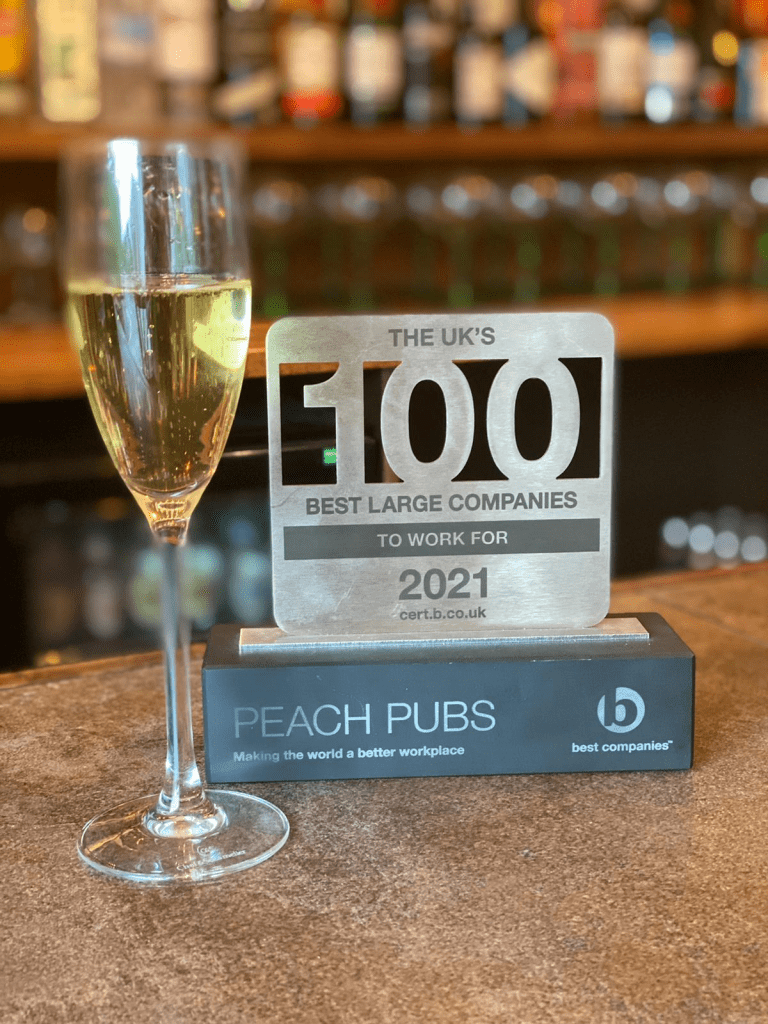 THE UK'S
100
BEST LARGE COMPANIES
TO WORK FOR
2021
cert.b.co.uk
PEACH PUBS
Making the world a better workplace
b
best companies™